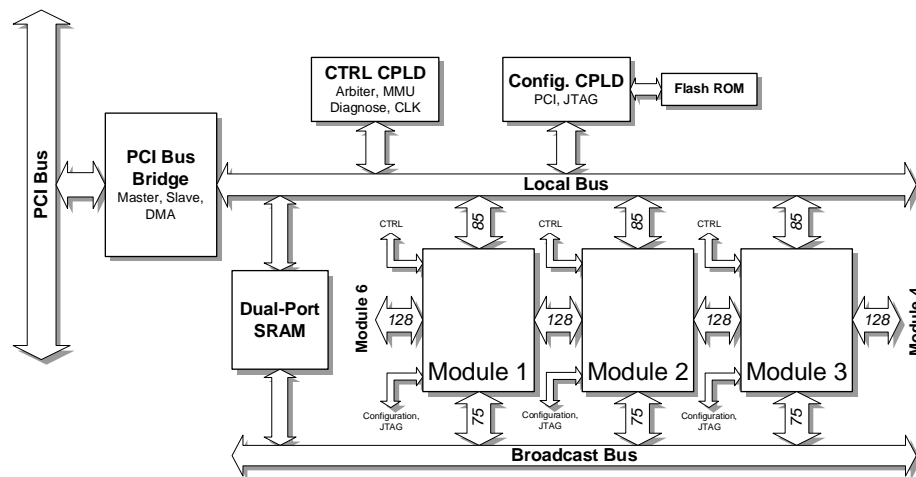 PCI Bus
PCI Bus
Bridge
Master, Slave,
DMA
CTRL CPLD
Arbiter, MMU
Diagnose, CLK
Config. CPLD
PCI, JTAG
Flash ROM
Local Bus
85
85
85
CTRL
CTRL
CTRL
Dual-Port
SRAM
Module 6
128
128
128
128
Module 4
Module 1
Module 2
Module 3
Configuration,
JTAG
Configuration,
JTAG
Configuration,
JTAG
75
75
75
Broadcast Bus